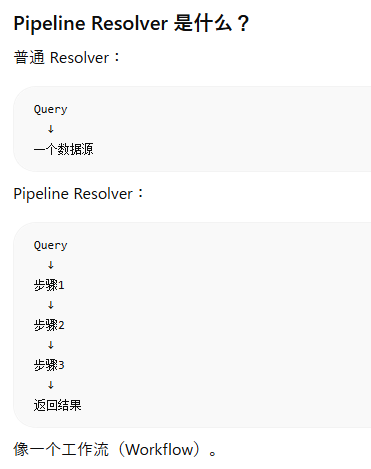 Pipeline Resolver 是什么？
普通 Resolver：
Query
↓
一个数据源
Pipeline Resolver：
Query
↓
步骤1
↓
步骤2
↓
步骤3
↓
返回结果
像一个工作流（Workflow）。